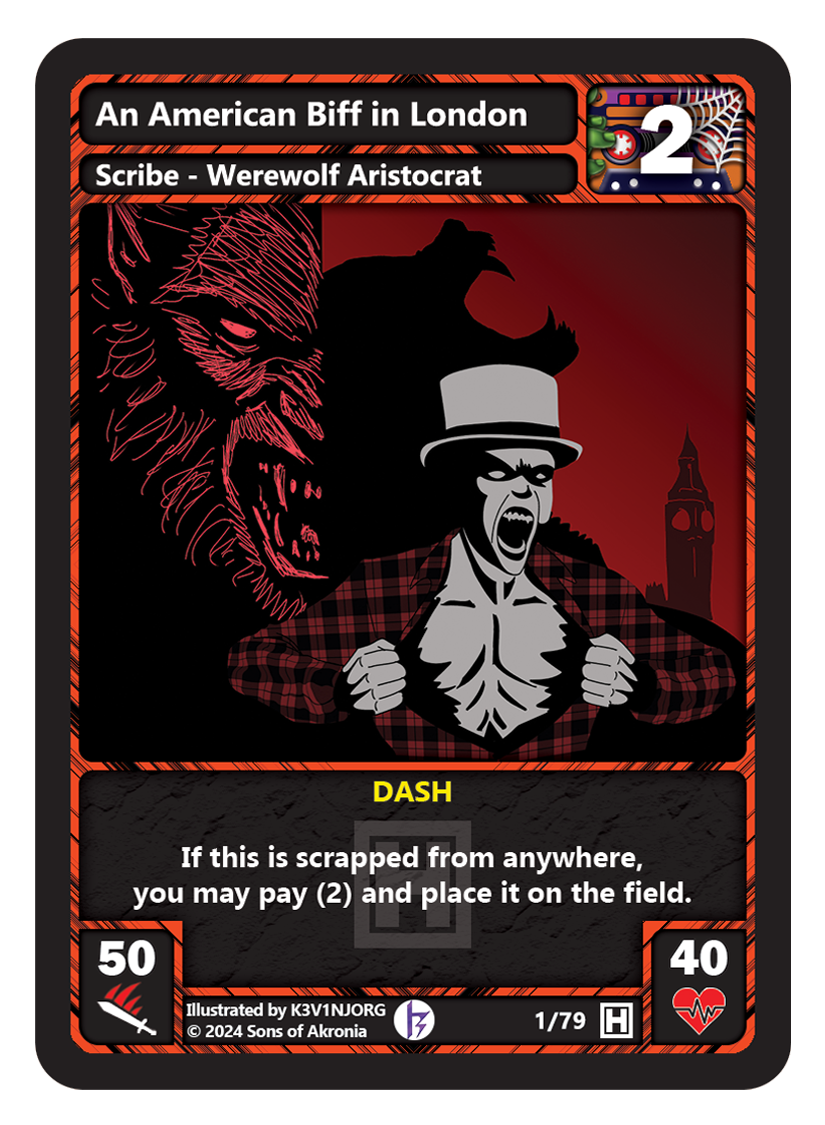 An American Biff in London
2
Scribe - Werewolf Aristocrat
DASH
If this is scrapped from anywhere,
you may pay (2) and place it on the field.
50
40
Illustrated by K3V1NJORG
© 2024 Sons of Akronia
1/79 H